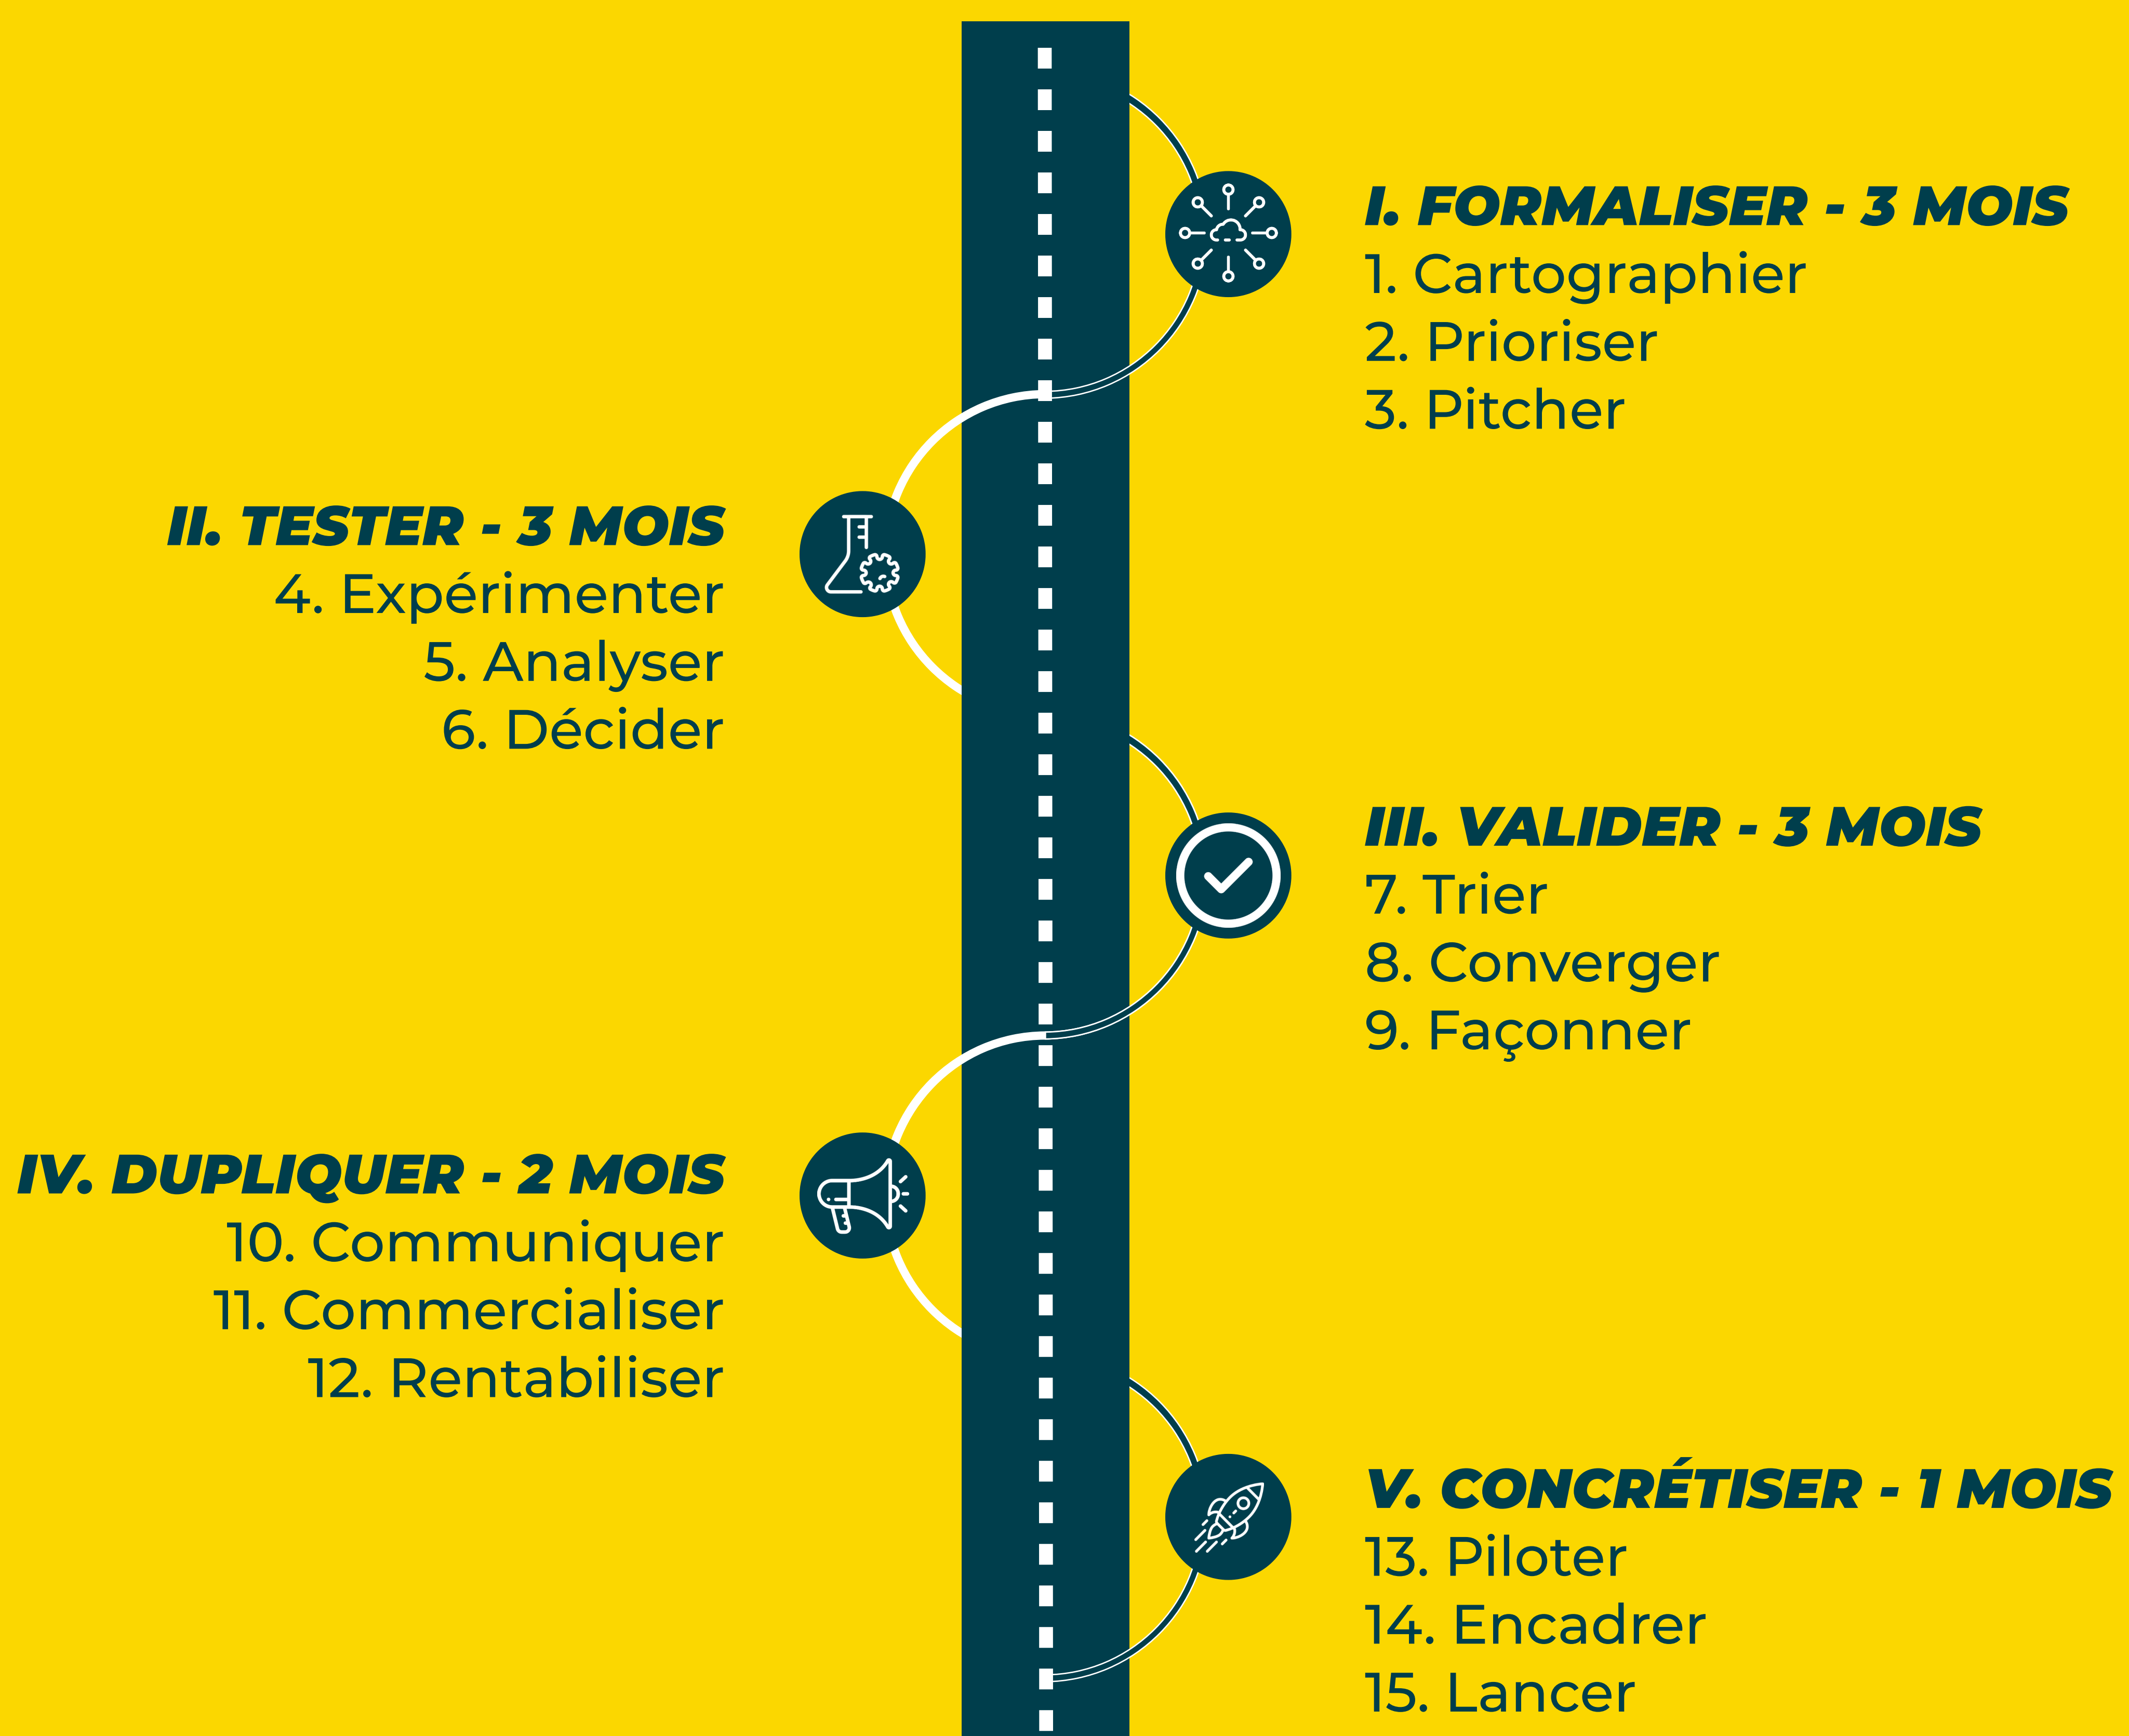 I. FORMALISER - 3 MOIS
1. Cartographier
2. Prioriser
3. Pitcher
II. TESTER - 3 MOIS
4. Expérimenter
5. Analyser
6. Décider
III. VALIDER - 3 MOIS
7. Trier
8. Converger
9. Façonner
IV. DUPLIQUER - 2 MOIS
10. Communiquer
11. Commercialiser
12. Rentabiliser
V. CONCRÉTISER - 1 MOIS
13. Piloter
14. Encadrer
15. Lancer